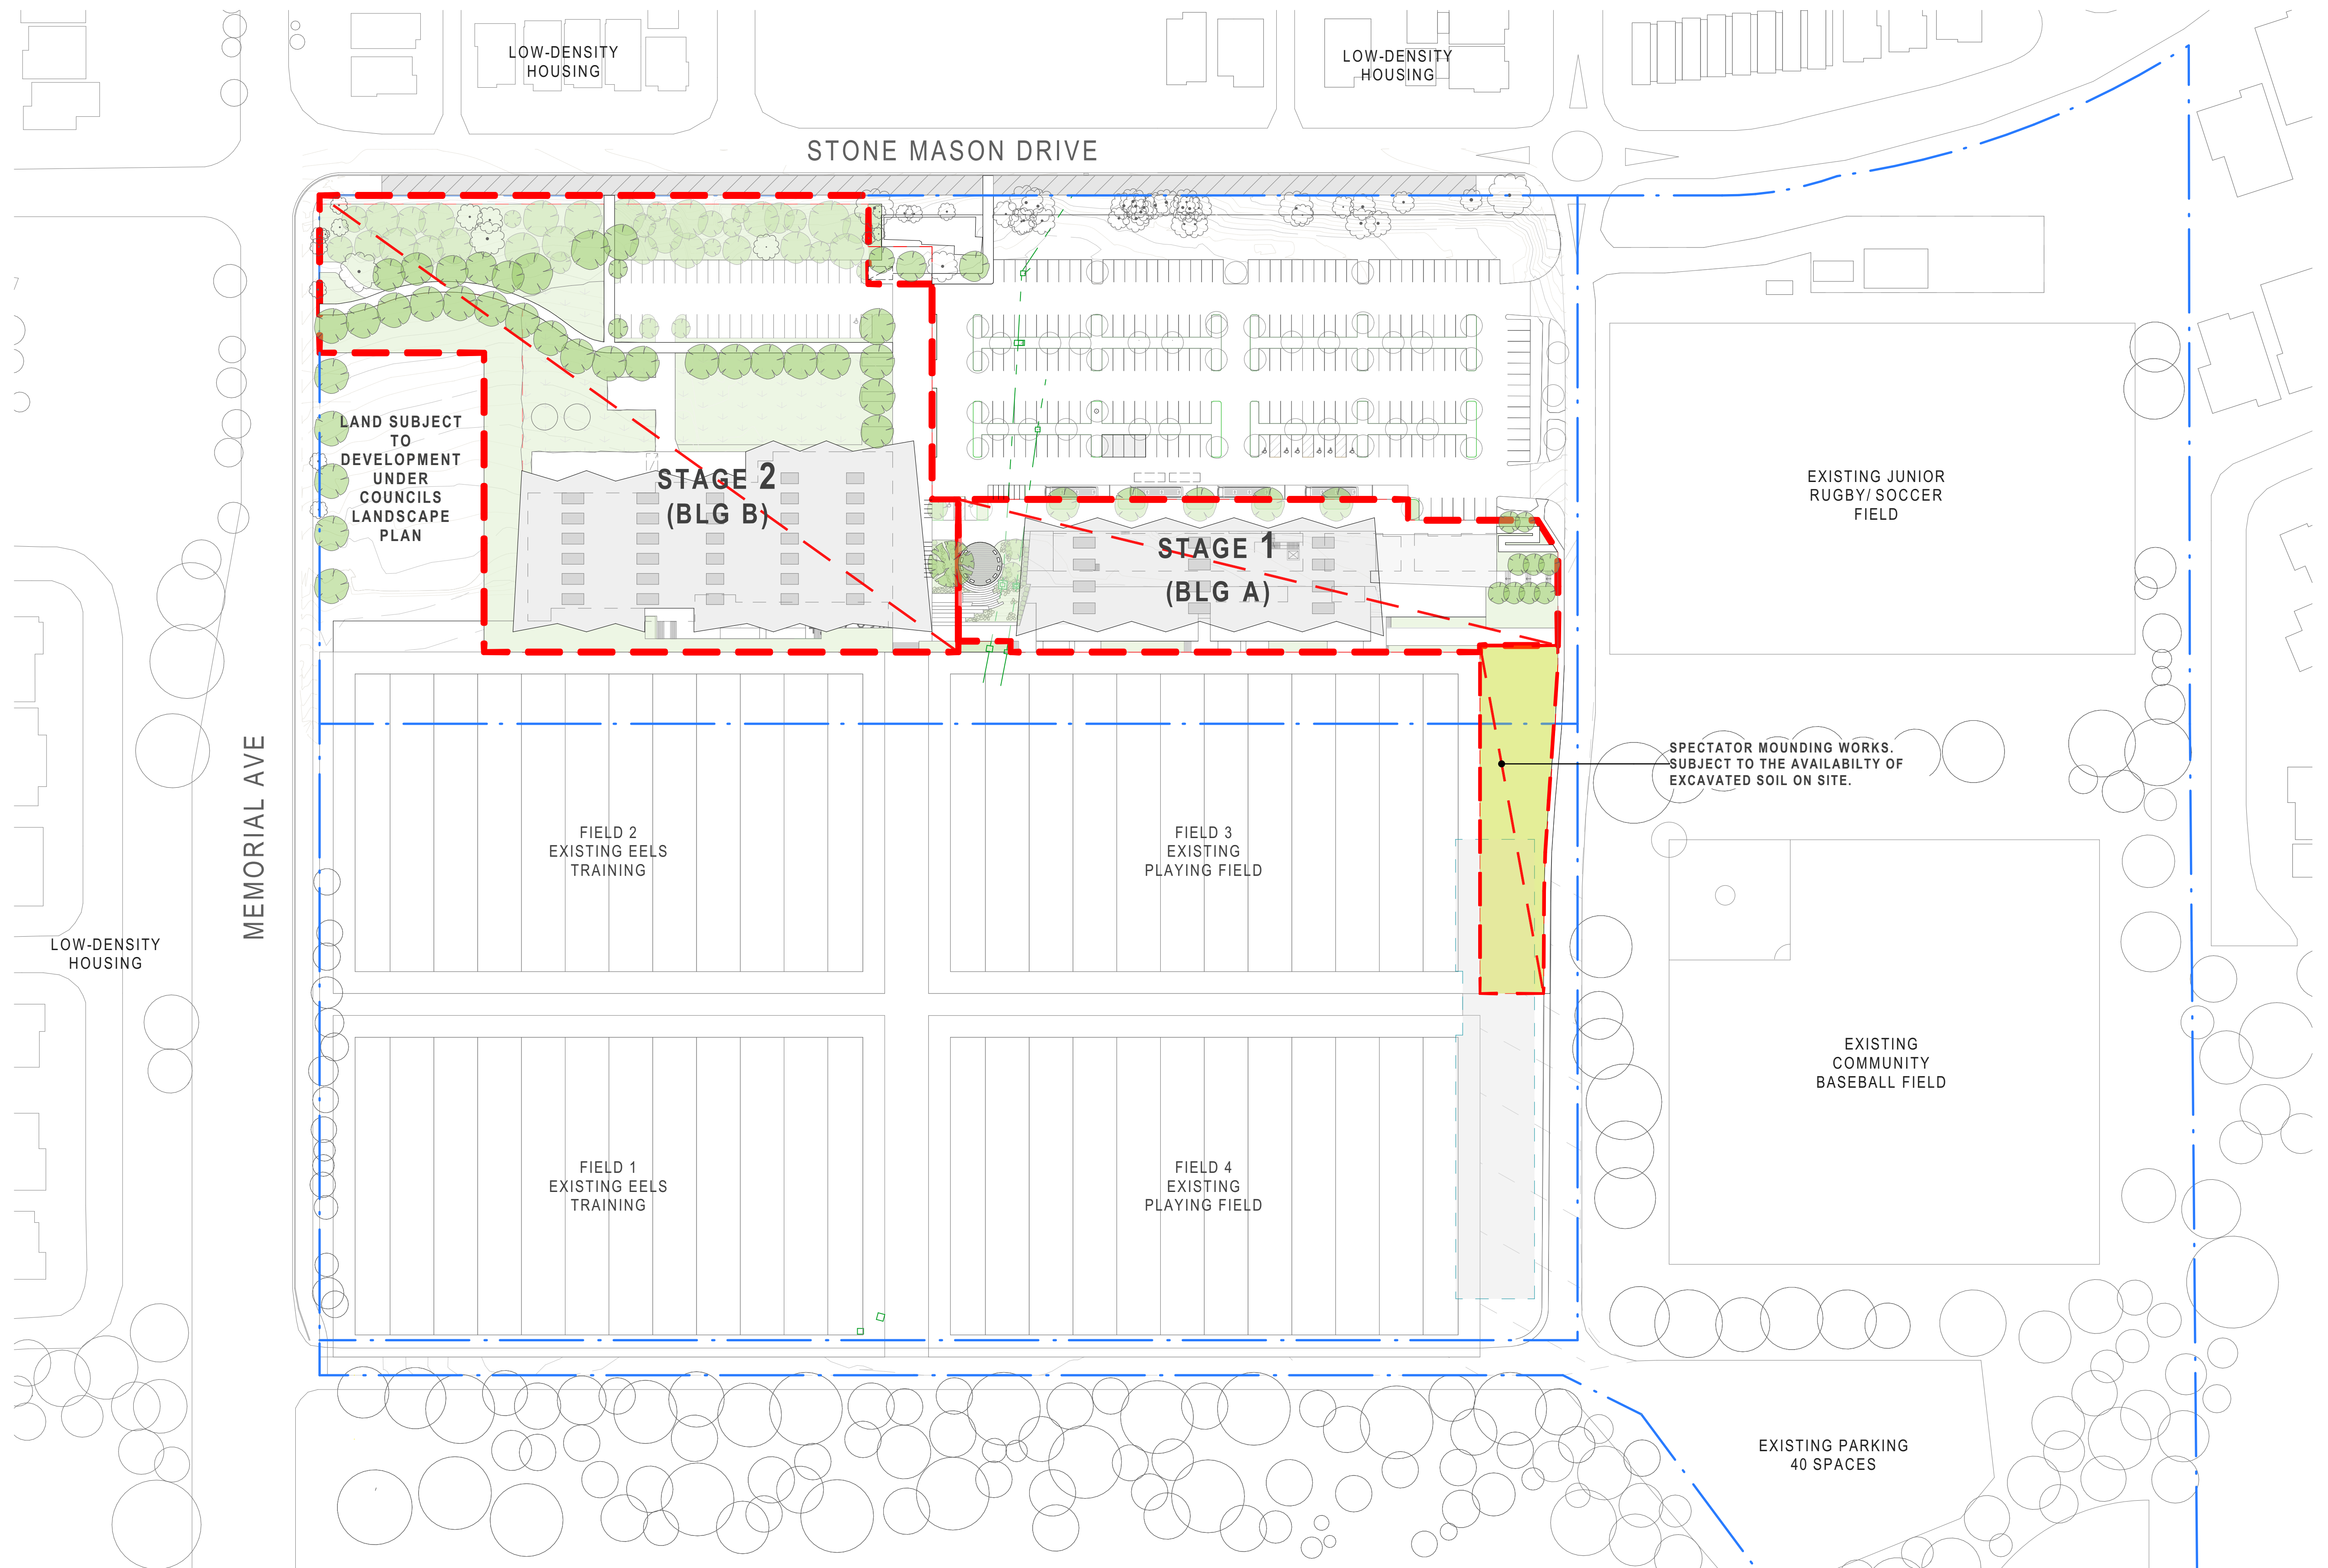 LOW-DENSITY
HOUSING
LOW-DENSITY
HOUSING
STONE MASON DRIVE
LAND SUBJECT
TO
DEVELOPMENT
UNDER
COUNCILS
LANDSCAPE
PLAN
STAGE 2
(BLG B)
STAGE 1
(BLG A)
EXISTING JUNIOR
RUGBY/ SOCCER
FIELD
SPECTATOR MOUNDING WORKS.
SUBJECT TO THE AVAILABILTY OF
EXCAVATED SOIL ON SITE.
MEMORIAL AVE
FIELD 2
EXISTING EELS
TRAINING
FIELD 3
EXISTING
PLAYING FIELD
LOW-DENSITY
HOUSING
EXISTING
COMMUNITY
BASEBALL FIELD
FIELD 1
EXISTING EELS
TRAINING
FIELD 4
EXISTING
PLAYING FIELD
EXISTING PARKING
40 SPACES